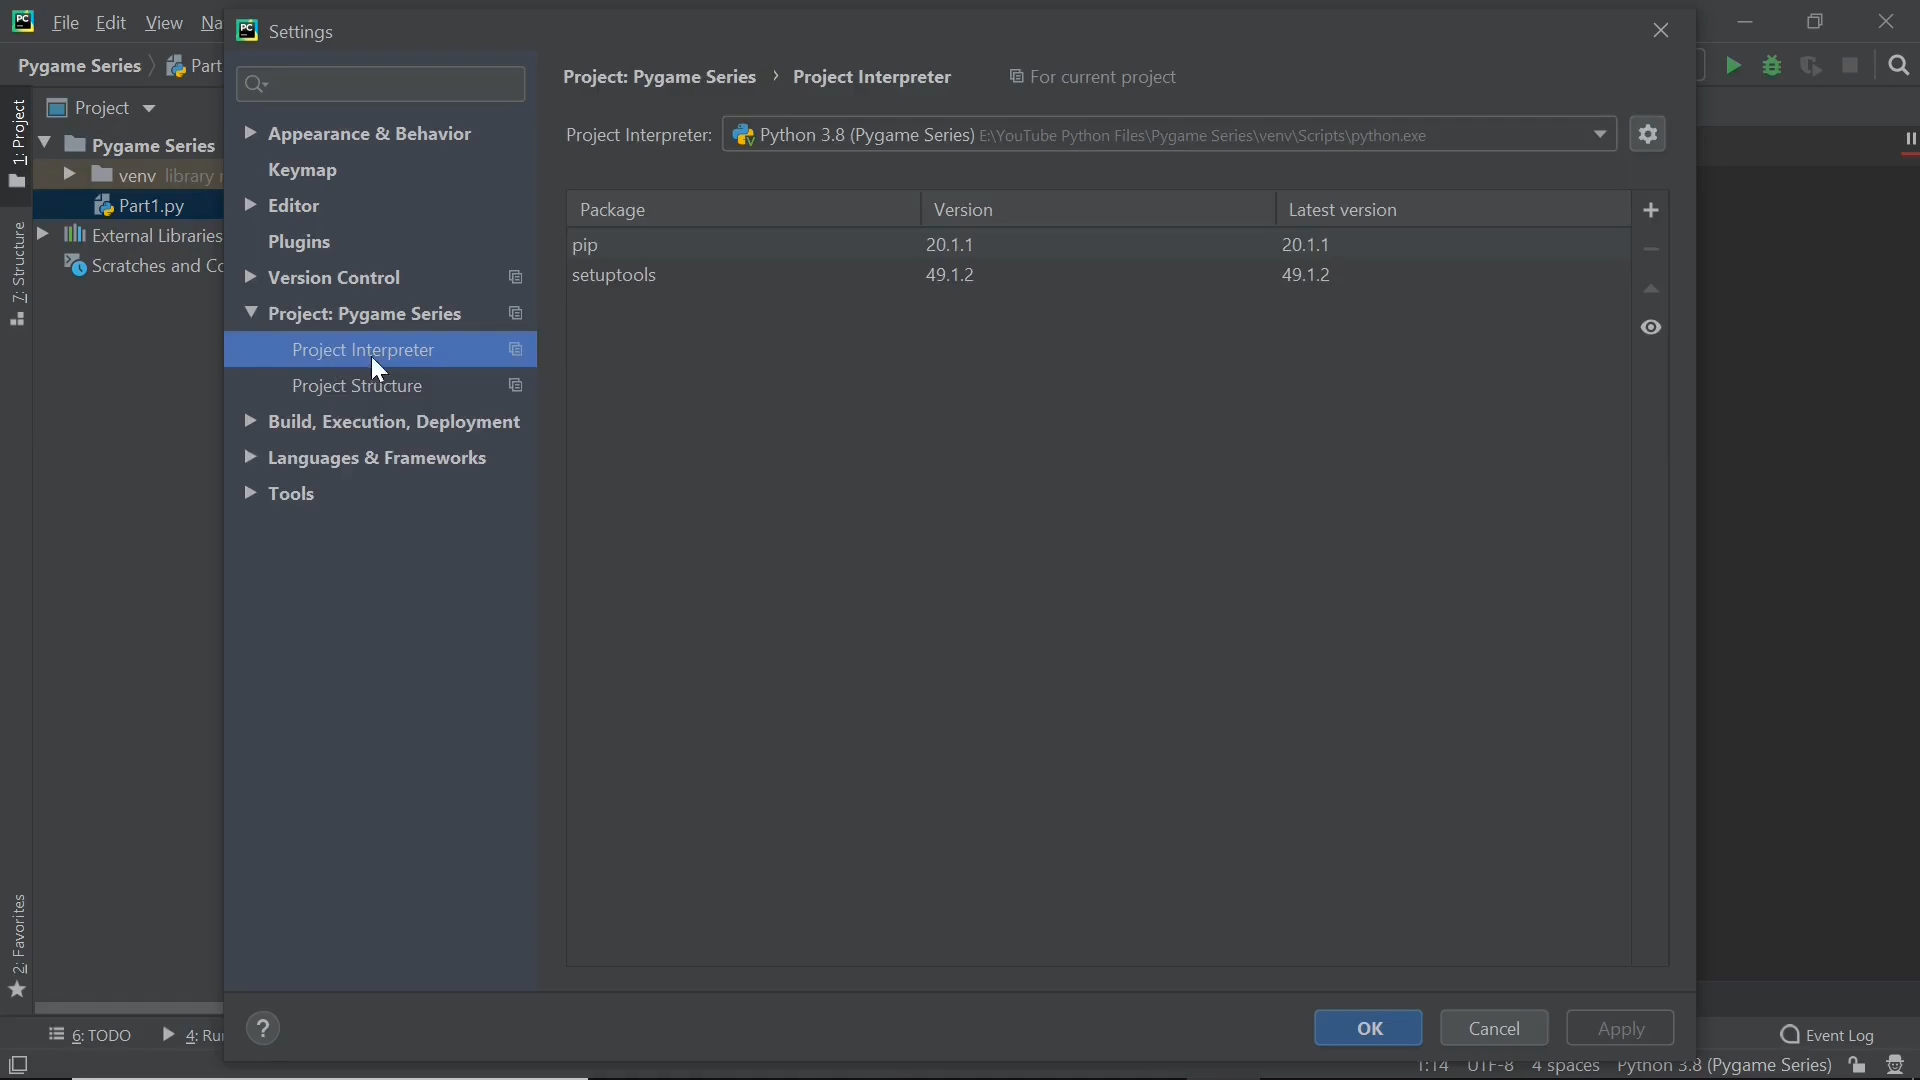 File Edit View Na
Settings
Pygame Series Part
Project: Pygame Series › Project Interpreter For current project
Project Interpreter: Python 3.8 (Pygame Series) E:\YouTube Python Files\Pygame Series\venv\Scripts\python.exe
1: Project
7: Structure
2: Favorites
Project
Pygame Series
venv library r
Part1.py
External Libraries
Scratches and Co
Appearance & Behavior
Keymap
Editor
Plugins
Version Control
Project: Pygame Series
Project Interpreter
Project Structure
Build, Execution, Deployment
Languages & Frameworks
Tools
Package Version Latest version
pip 20.1.1 20.1.1
setuptools 49.1.2 49.1.2
?
OK Cancel Apply
6: TODO 4: Run
Event Log
1:14 UTF-8 4 spaces Python 3.8 (Pygame Series)